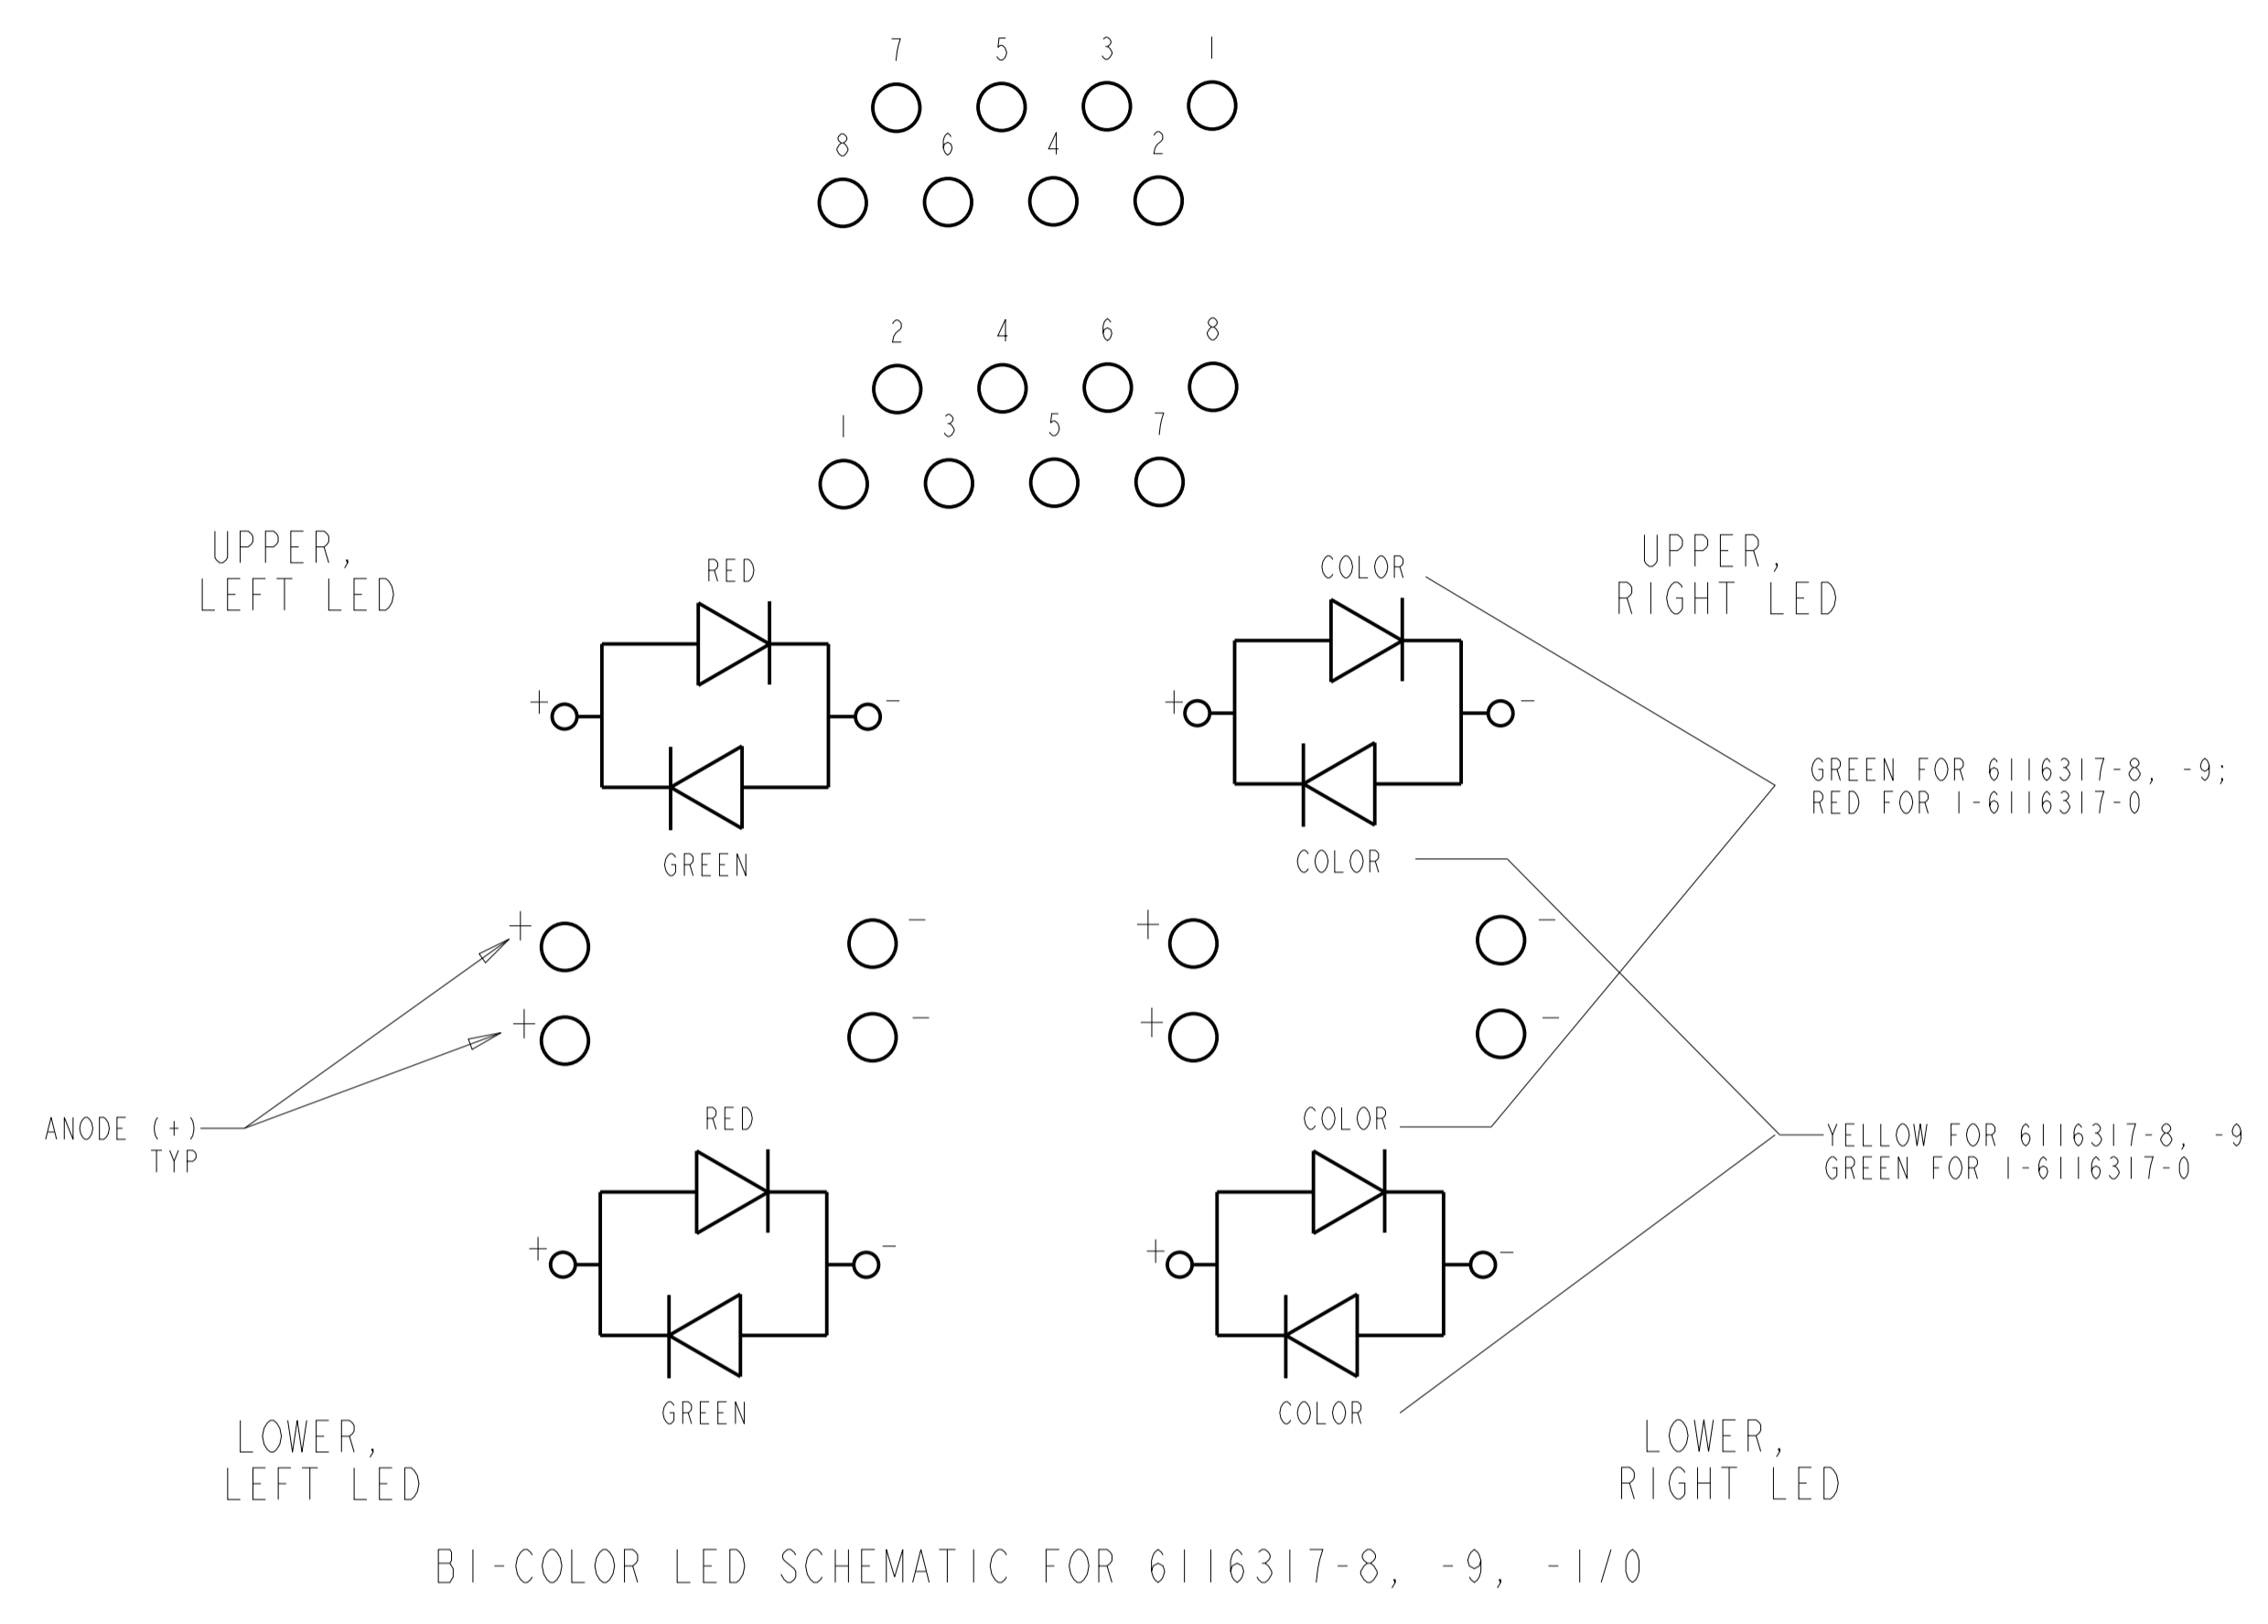 7 5 3 1
8 6 4 2
2 4 6 8
1 3 5 7
UPPER,
LEFT LED
RED
COLOR
UPPER,
RIGHT LED
+ -
+ -
GREEN FOR 6116317-8, -9;
RED FOR 1-6116317-0
GREEN
COLOR
+ - + -
+ - + -
ANODE (+)
TYP
RED
COLOR
YELLOW FOR 6116317-8, -9
GREEN FOR 1-6116317-0
+ -
+ -
GREEN
COLOR
LOWER,
LEFT LED
LOWER,
RIGHT LED
BI-COLOR LED SCHEMATIC FOR 6116317-8, -9, -1/0